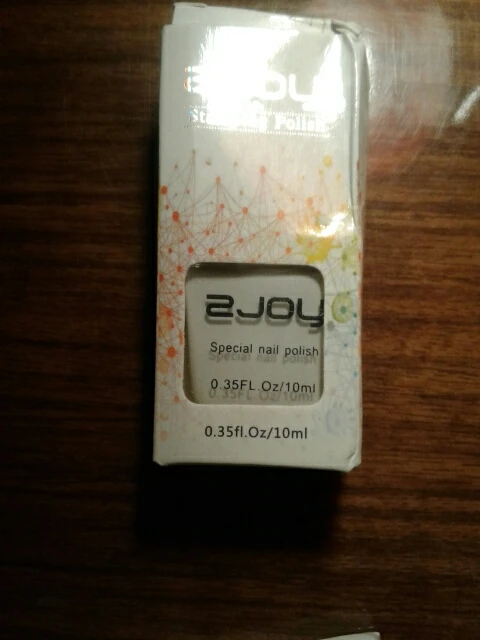 2JOY
Polish
2JOY
Special nail polish
0.35FL.Oz/10ml
0.35fl.Oz/10ml